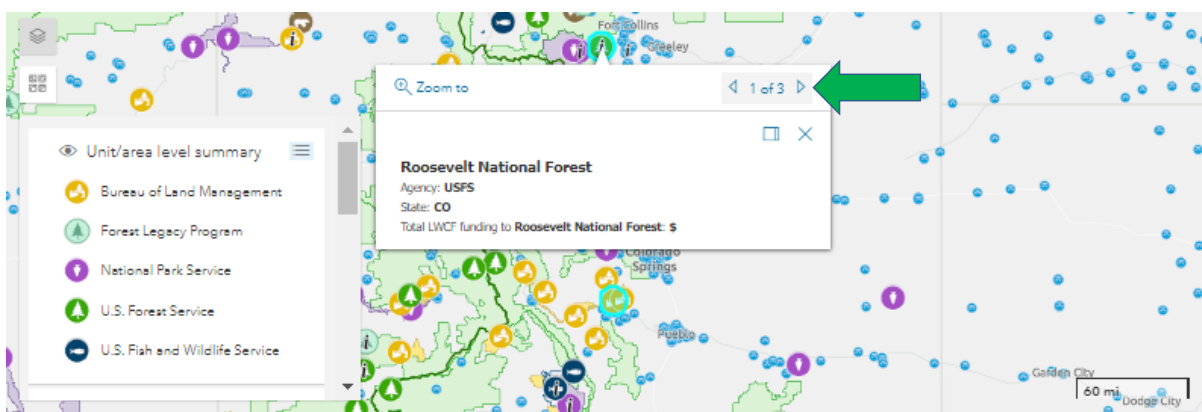 Fort Collins
Greeley
Zoom to
1 of 3
Roosevelt National Forest
Agency: USFS
State: CO
Total LWCF funding to Roosevelt National Forest: $
Unit/area level summary
Bureau of Land Management
Forest Legacy Program
National Park Service
U.S. Forest Service
U.S. Fish and Wildlife Service
Colorado
Springs
Pueblo
Garden City
60 mi
Dodge City